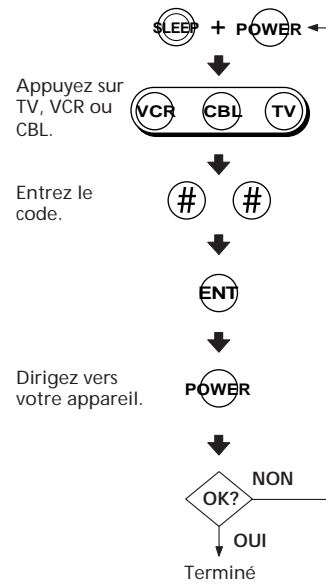 SLEEP + POWER
Appuyez sur
TV, VCR ou
CBL.
VCR CBL TV
Entrez le
code.
# #
ENT
Dirigez vers
votre appareil.
POWER
OK?
NON
OUI
Terminé